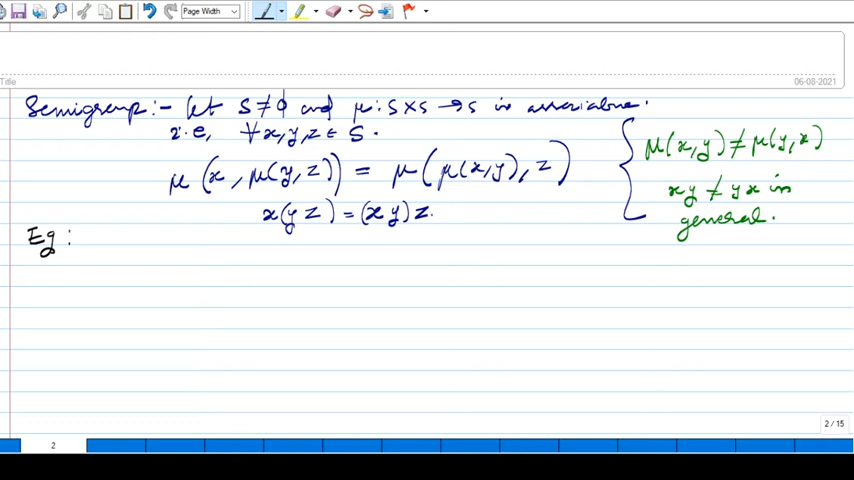 Page Width
Title
06-08-2021
Semigroup:- Let S ≠ ϕ and μ: S×S → S is associative.
i.e, ∀ x,y,z ∈ S.
μ(x, μ(y,z)) = μ(μ(x,y), z)
x(yz) = (xy)z.
{ μ(x,y) ≠ μ(y,x)
xy ≠ yx in
general.
Eg:
2 / 15
2